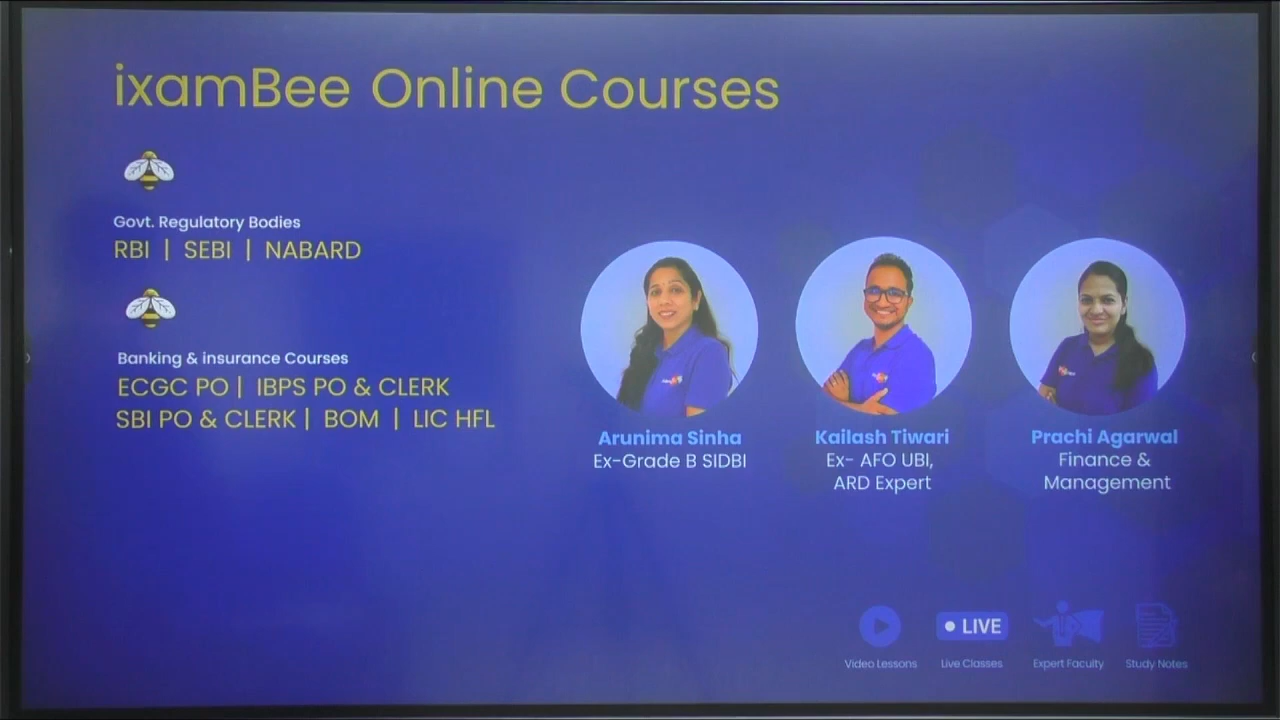 ixamBee Online Courses
Govt. Regulatory Bodies
RBI | SEBI | NABARD
Banking & insurance Courses
ECGC PO | IBPS PO & CLERK
SBI PO & CLERK | BOM | LIC HFL
Arunima Sinha
Ex-Grade B SIDBI
Kailash Tiwari
Ex- AFO UBI,
ARD Expert
Prachi Agarwal
Finance &
Management
LIVE
Video Lessons
Live Classes
Expert Faculty
Study Notes